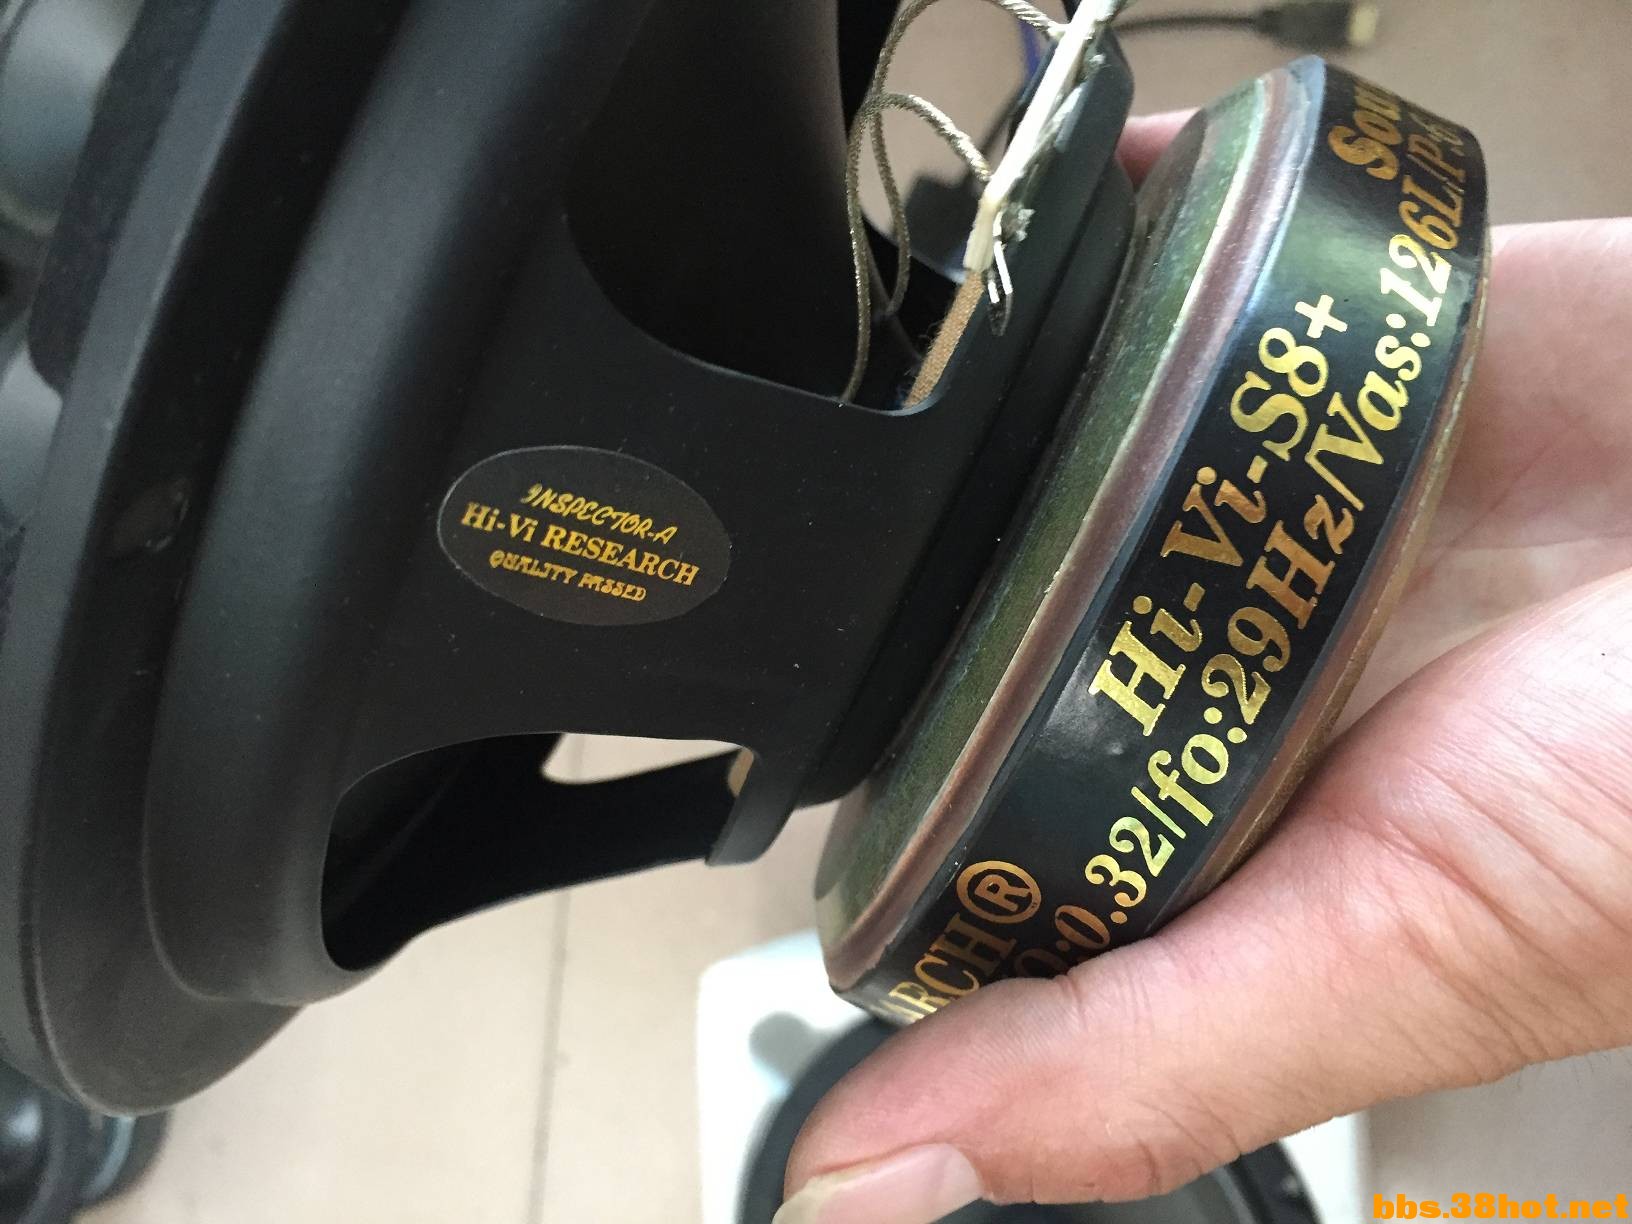 INSPECTOR-A
Hi-Vi RESEARCH
QUALITY PASSED
ARCH®
Hi-Vi-S8+
0.32/fo:29Hz/Vas:126L/P
bbs.38hot.net